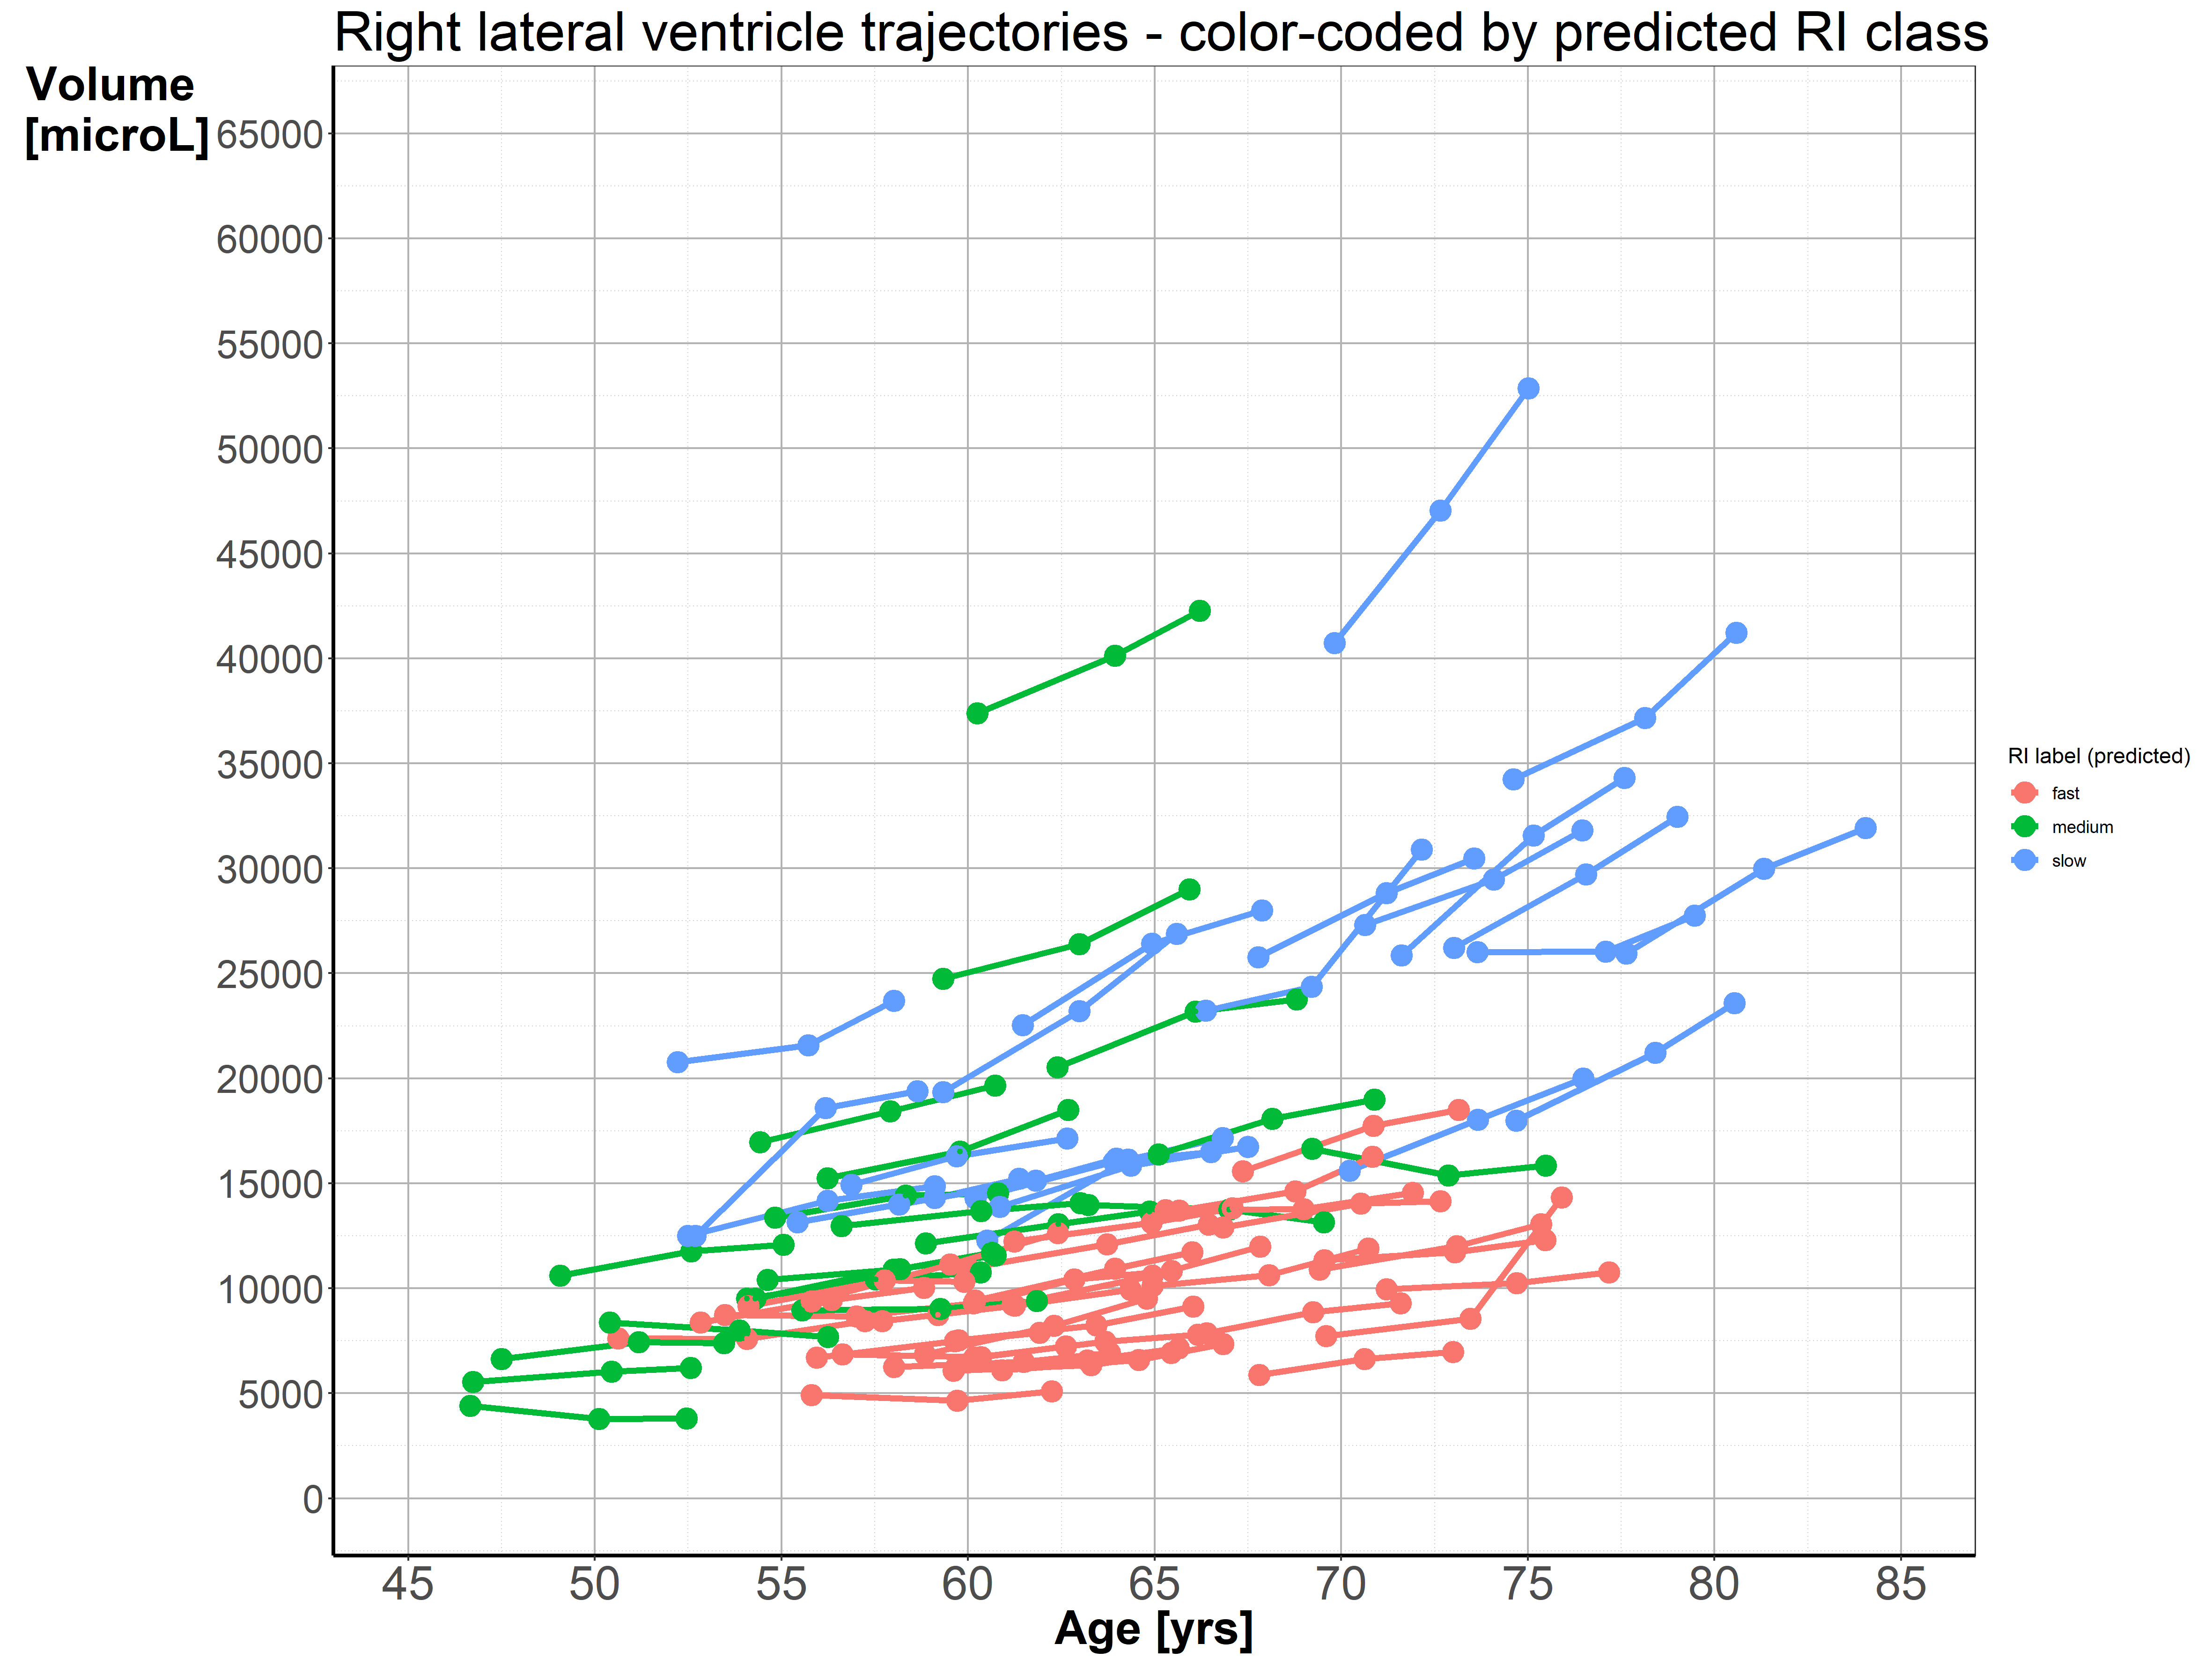 Right lateral ventricle trajectories - color-coded by predicted RI class
Volume
[microL]
65000
60000
55000
50000
45000
40000
35000
30000
25000
20000
15000
10000
5000
0
45 50 55 60 65 70 75 80 85
Age [yrs]
RI label (predicted)
fast
medium
slow